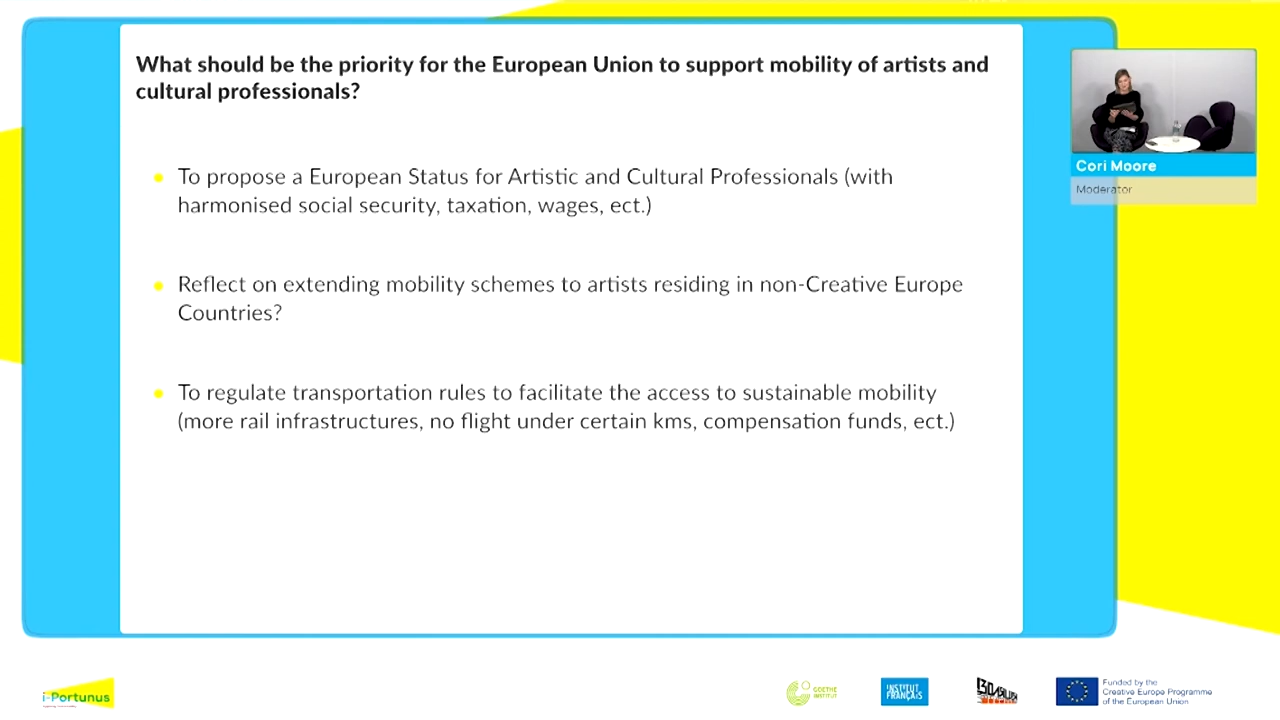 What should be the priority for the European Union to support mobility of artists and
cultural professionals?
To propose a European Status for Artistic and Cultural Professionals (with
harmonised social security, taxation, wages, ect.)
Reflect on extending mobility schemes to artists residing in non-Creative Europe
Countries?
To regulate transportation rules to facilitate the access to sustainable mobility
(more rail infrastructures, no flight under certain kms, compensation funds, ect.)
Cori Moore
Moderator
i-Portunus
GOETHE
INSTITUT
INSTITUT
FRANÇAIS
Funded by the
Creative Europe Programme
of the European Union